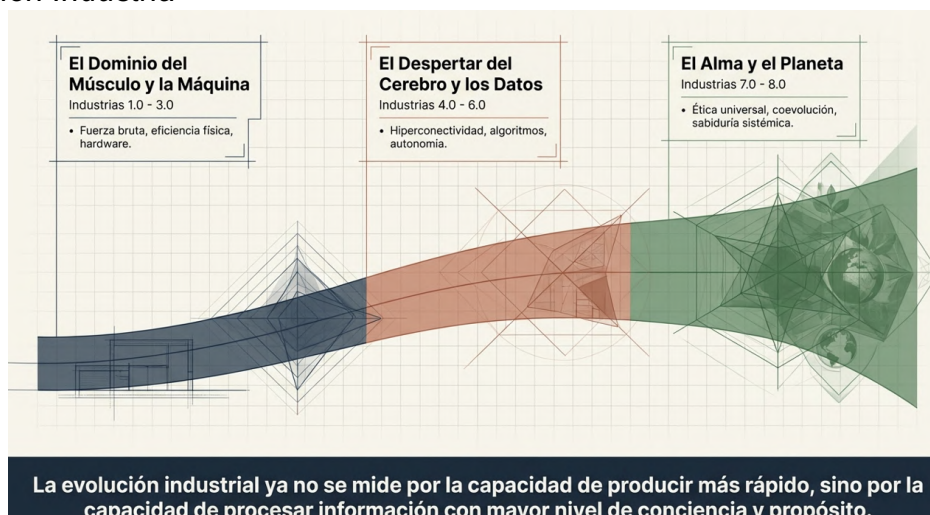 El Dominio del
Músculo y la Máquina
Industrias 1.0 - 3.0
• Fuerza bruta, eficiencia física,
hardware.
El Despertar del
Cerebro y los Datos
Industrias 4.0 - 6.0
• Hiperconectividad, algoritmos,
autonomia.
El Alma y el Planeta
Industrias 7.0 - 8.0
• Ética universal, coevolución,
sabiduría sistémica.
La evolución industrial ya no se mide por la capacidad de producir más rápido, sino por la
capacidad de procesar información con mayor nivel de conciencia y propósito.